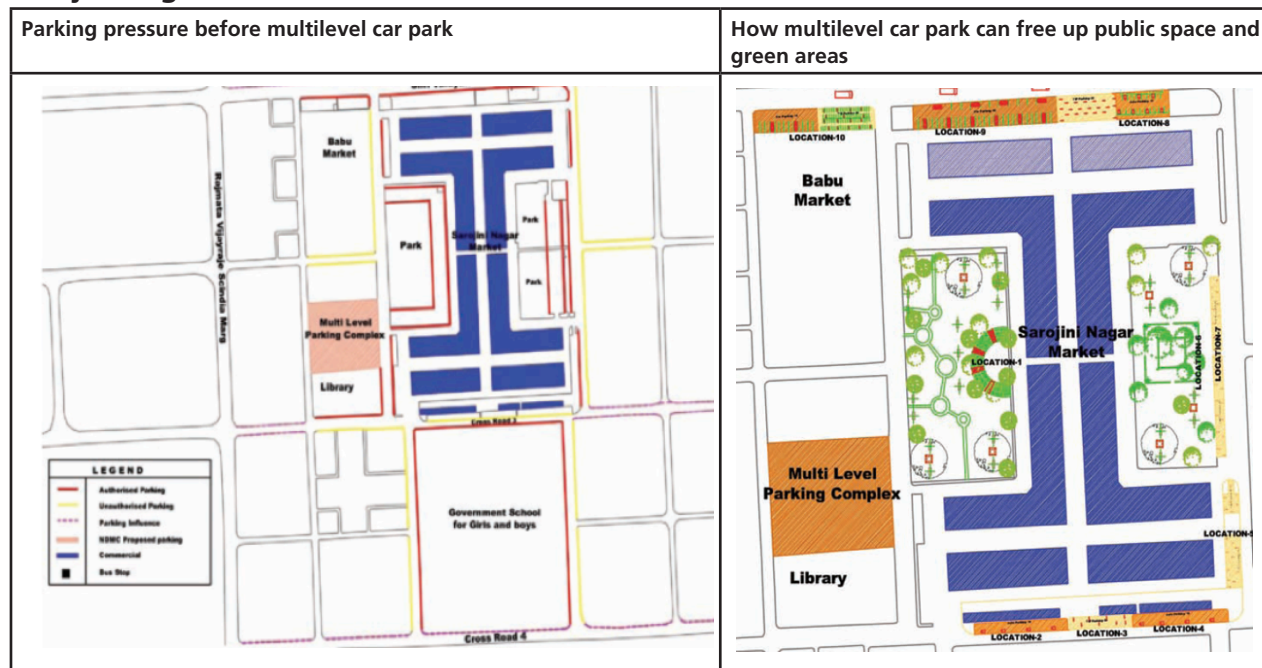 Parking pressure before multilevel car park
How multilevel car park can free up public space and
green areas
Babu
Market
Rajmata Vijayraje Scindia Marg
Park
Sarojini Nagar
Market
Park
Park
Multi Level
Parking Complex
Library
Cross Road 3
Government School
for Girls and boys
Cross Road 4
LEGEND
Authorised Parking
Unauthorised Parking
Parking Influence
NDMC Proposed parking
Commercial
Bus Stop
LOCATION-10
LOCATION-9
LOCATION-8
Babu
Market
Sarojini Nagar
Market
LOCATION-1
LOCATION-6
LOCATION-7
Multi Level
Parking Complex
LOCATION-5
Library
LOCATION-2
LOCATION-3
LOCATION-4